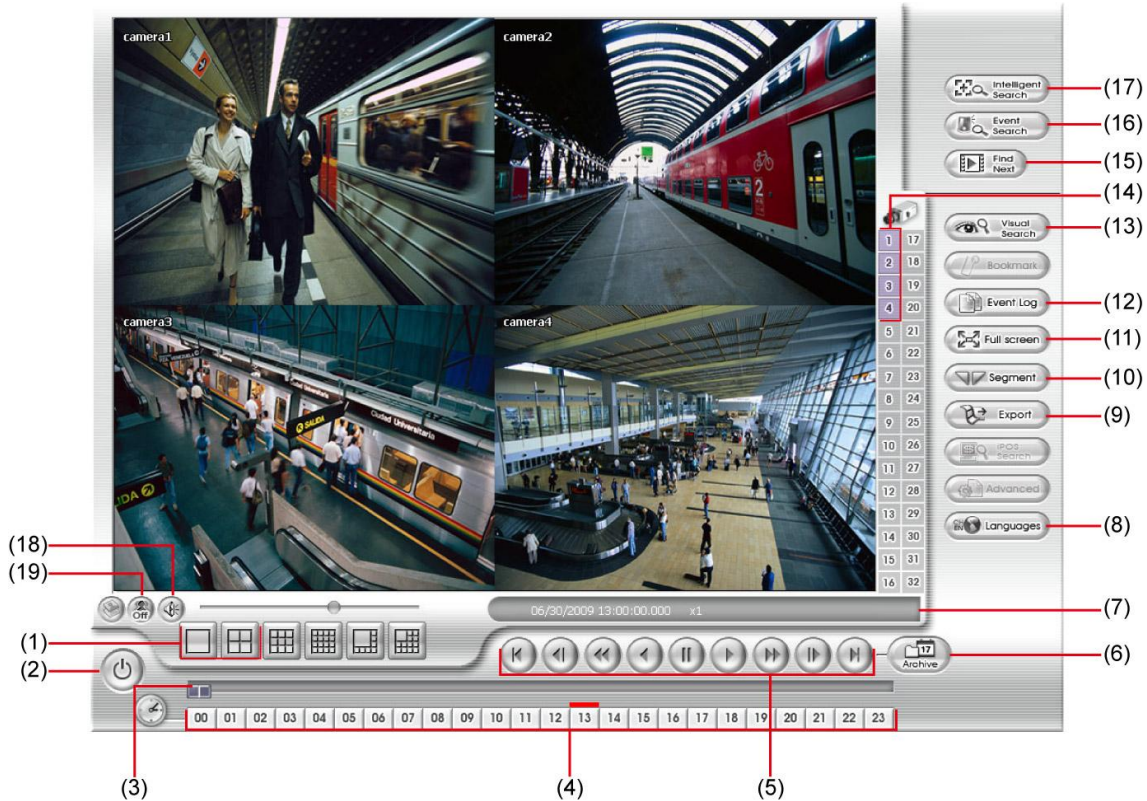 camera1
camera2
camera3
camera4
SALIDA
Ciudad Universitario
2
Intelligent Search
(17)
Event Search
(16)
Find Next
(15)
(14)
Visual Search
(13)
Bookmark
Event Log
(12)
Full screen
(11)
Segment
(10)
Export
(9)
iPOS Search
Advanced
Languages
(8)
1 17
2 18
3 19
4 20
5 21
6 22
7 23
8 24
9 25
10 26
11 27
12 28
13 29
14 30
15 31
16 32
(18)
(19)
Off
06/30/2009 13:00:00.000 x1
(7)
(1)
(2)
17
Archive
(6)
00 01 02 03 04 05 06 07 08 09 10 11 12 13 14 15 16 17 18 19 20 21 22 23
(3)
(4)
(5)